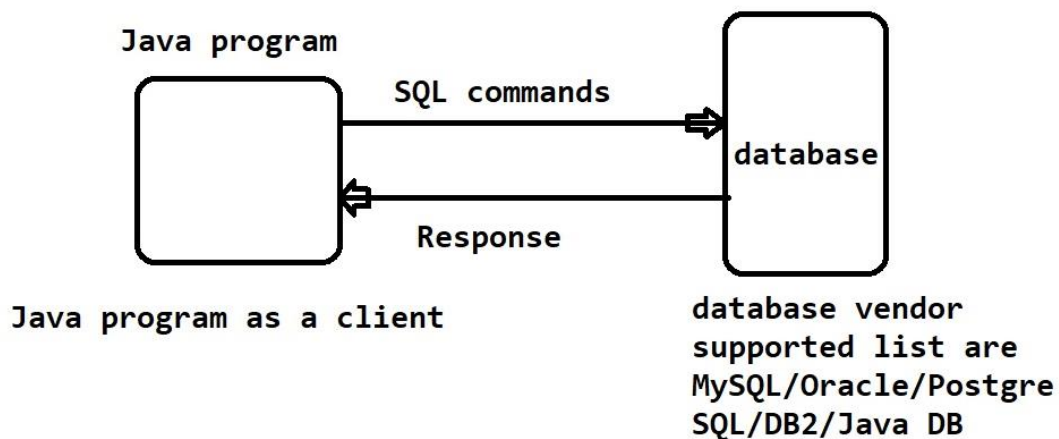 Java program
SQL commands
database
Response
Java program as a client
database vendor
supported list are
MySQL/Oracle/Postgre
SQL/DB2/Java DB